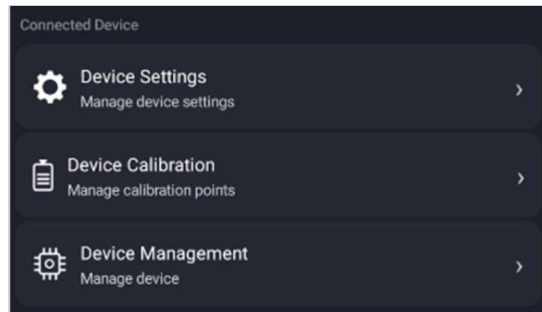 Connected Device
Device Settings
Manage device settings
Device Calibration
Manage calibration points
Device Management
Manage device